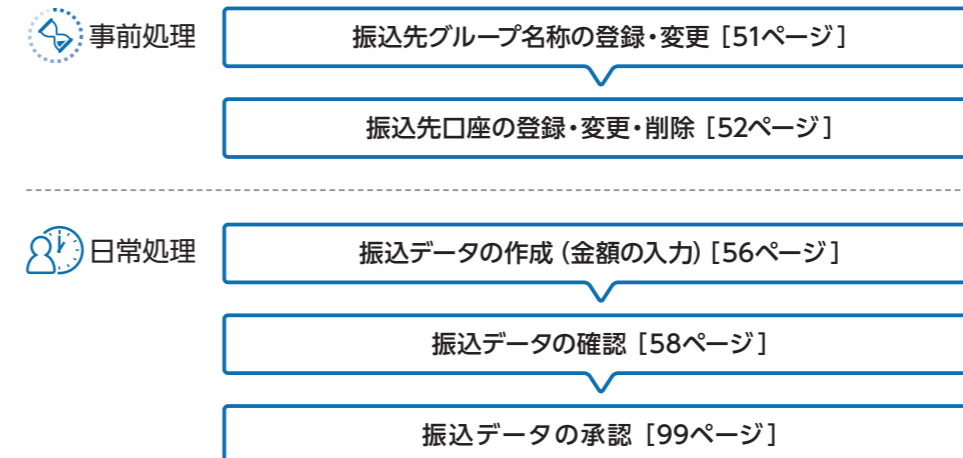 事前処理
振込先グループ名称の登録・変更［51ページ］
振込先口座の登録・変更・削除［52ページ］
日常処理
振込データの作成（金額の入力）［56ページ］
振込データの確認［58ページ］
振込データの承認［99ページ］